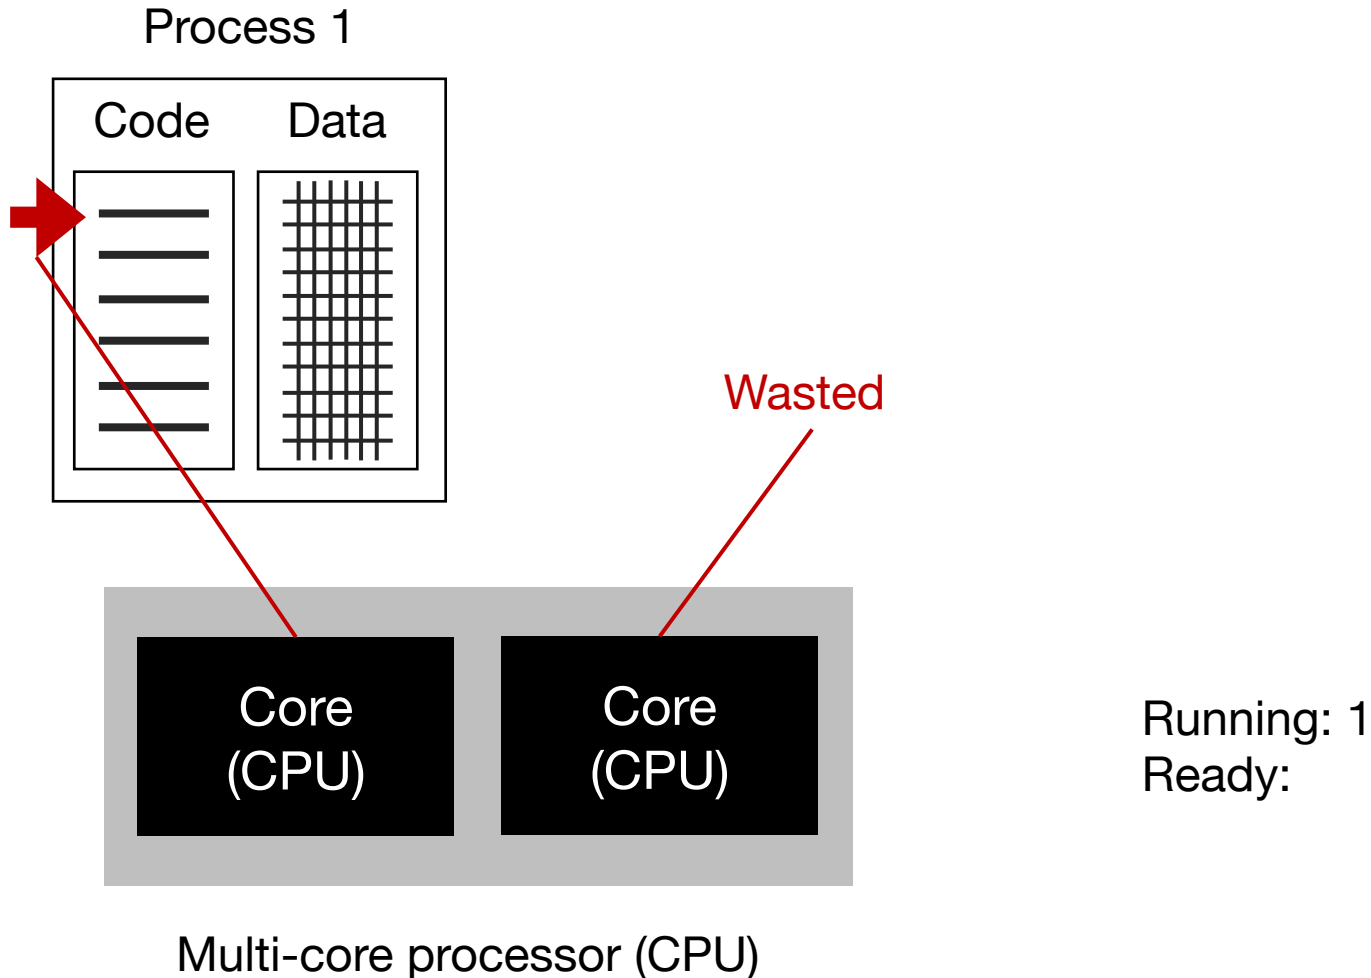 Process 1
Code Data
Wasted
Core
(CPU)
Core
(CPU)
Running: 1
Ready:
Multi-core processor (CPU)